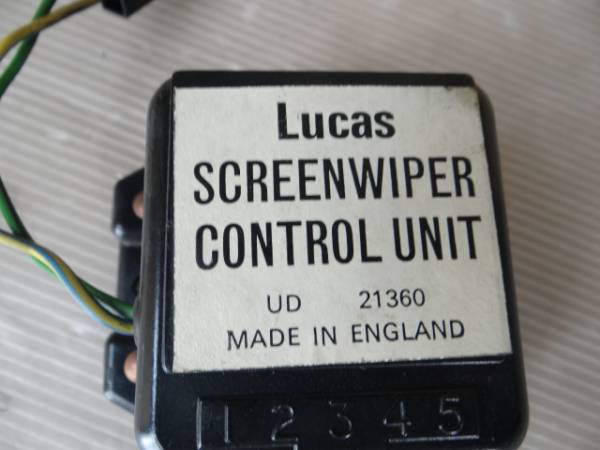 Lucas
SCREENWIPER
CONTROL UNIT
UD 21360
MADE IN ENGLAND
1 2 3 4 5